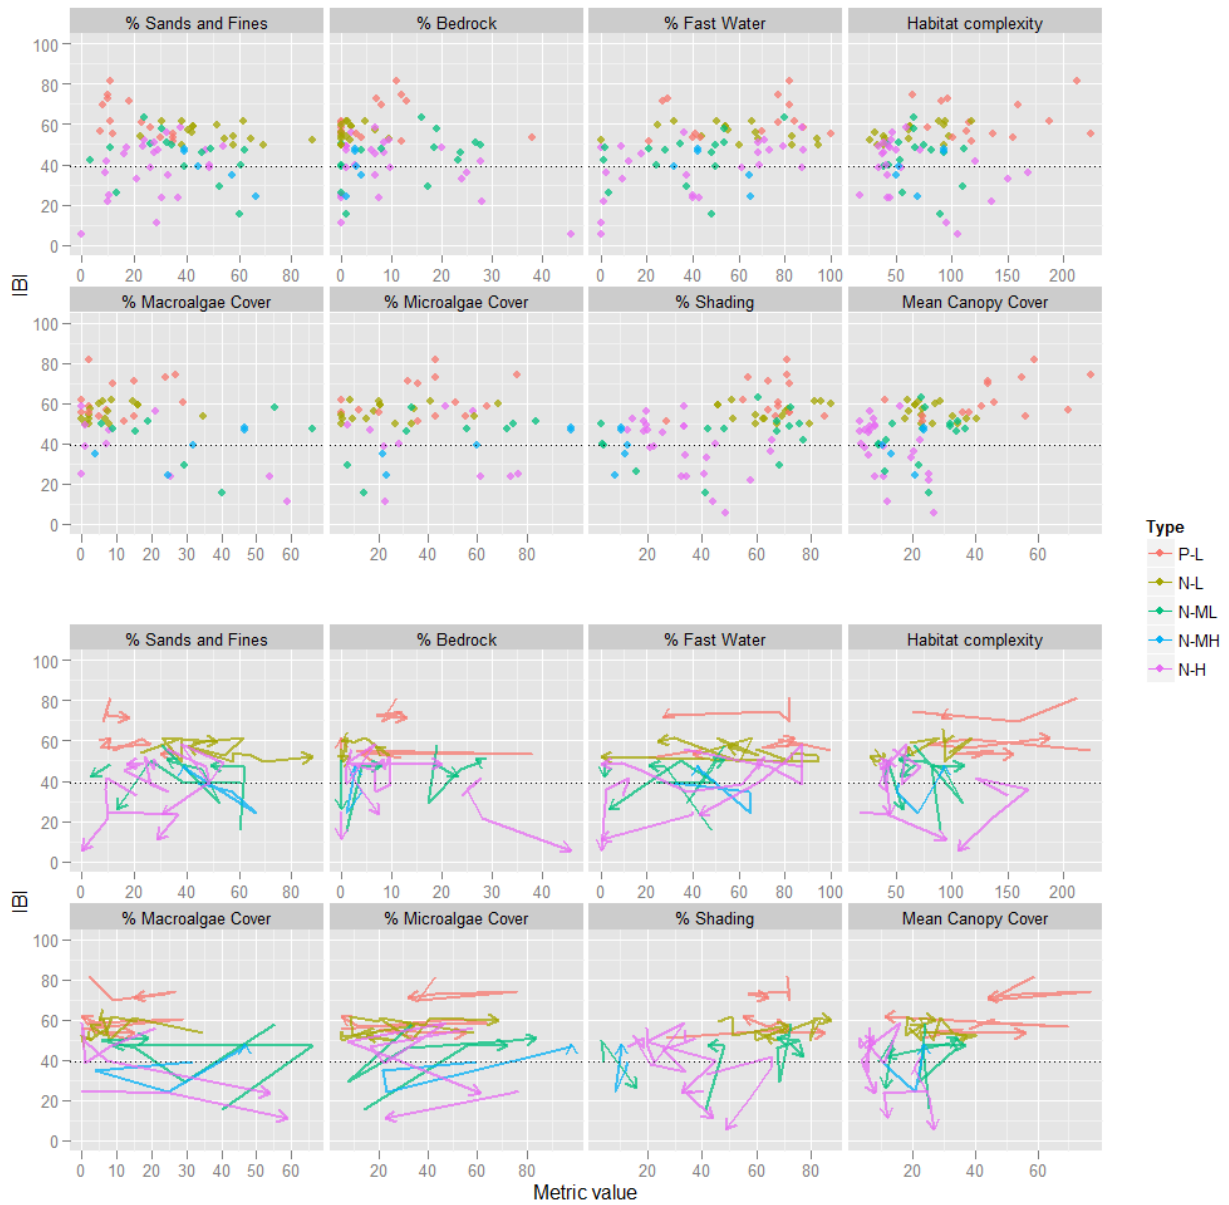 % Sands and Fines % Bedrock % Fast Water Habitat complexity
100
80
60
40
20
0
0 20 40 60 80 0 10 20 30 40 0 20 40 60 80 100 50 100 150 200
IBI
% Macroalgae Cover % Microalgae Cover % Shading Mean Canopy Cover
100
80
60
40
20
0
0 10 20 30 40 50 60 0 20 40 60 80 20 40 60 80 20 40 60
Type
P-L
N-L
N-ML
N-MH
N-H
% Sands and Fines % Bedrock % Fast Water Habitat complexity
100
80
60
40
20
0
0 20 40 60 80 0 10 20 30 40 0 20 40 60 80 100 50 100 150 200
IBI
% Macroalgae Cover % Microalgae Cover % Shading Mean Canopy Cover
100
80
60
40
20
0
0 10 20 30 40 50 60 0 20 40 60 80 20 40 60 80 20 40 60
Metric value